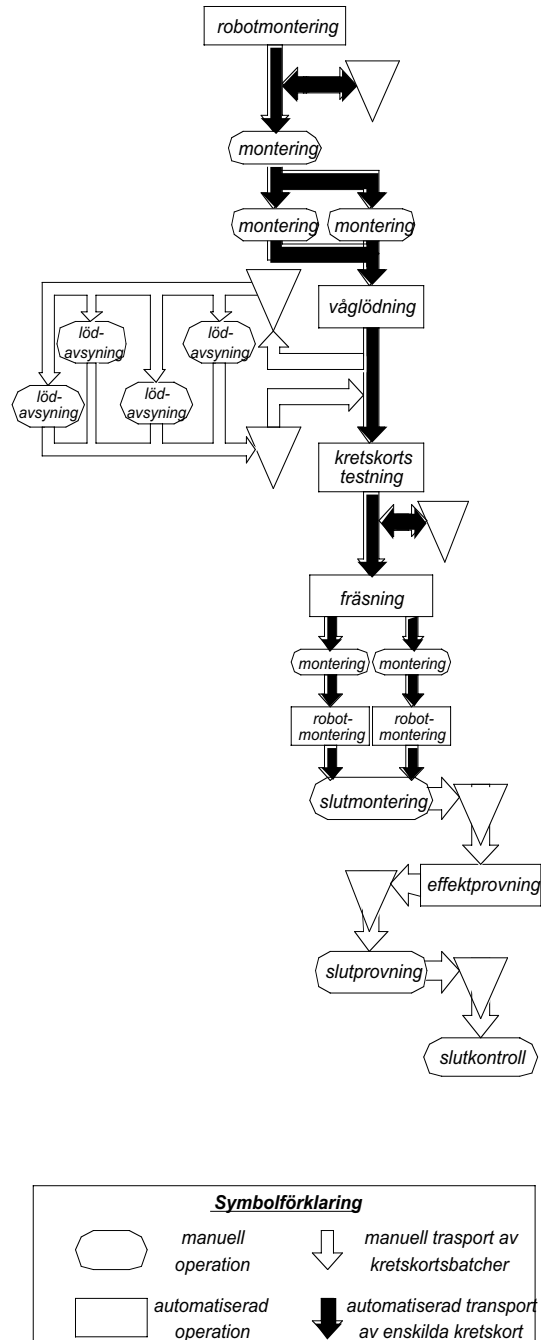 robotmontering
montering
montering
montering
våglödning
löd-
avsyning
löd-
avsyning
löd-
avsyning
löd-
avsyning
kretskorts
testning
fräsning
montering
montering
robot-
montering
robot-
montering
slutmontering
effektprovning
slutprovning
slutkontroll
Symbolförklaring
manuell
operation
manuell trasport av
kretskortsbatcher
automatiserad
operation
automatiserad transport
av enskilda kretskort